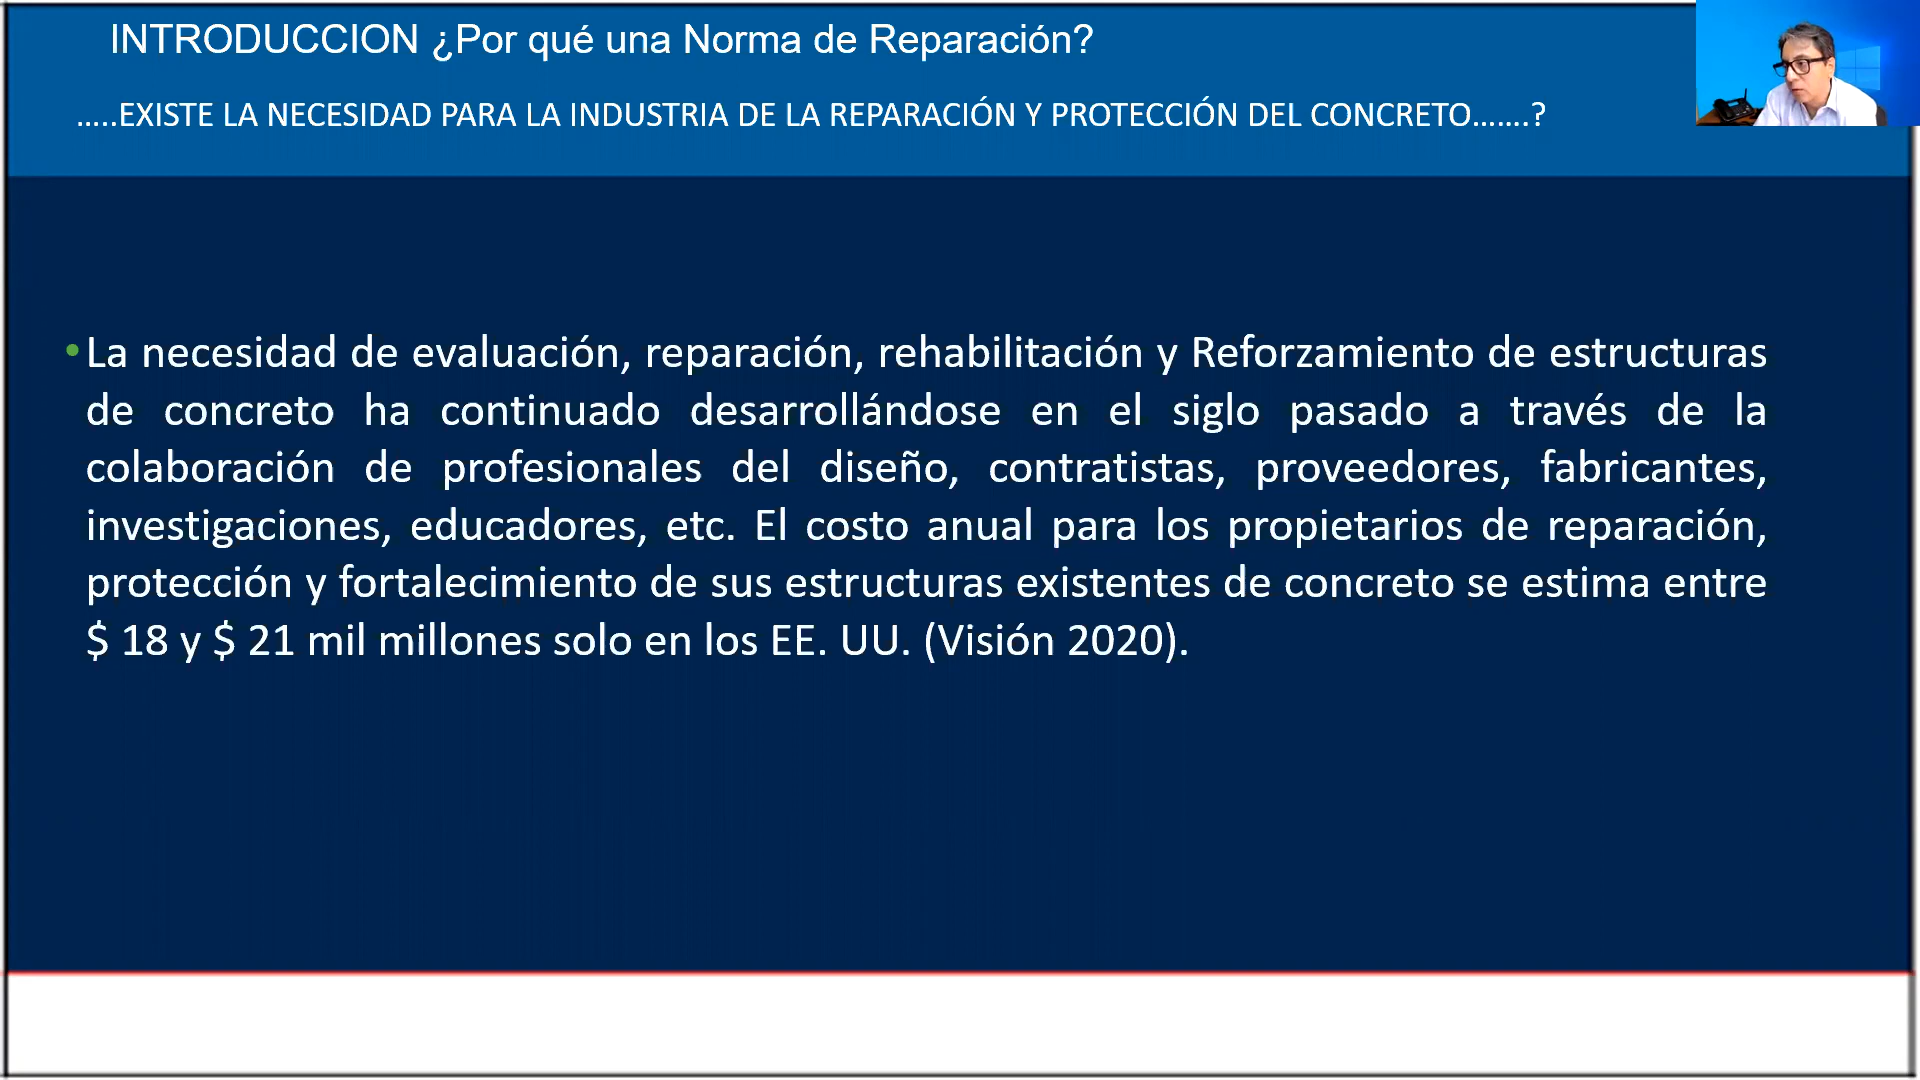 INTRODUCCION ¿Por qué una Norma de Reparación?
.....EXISTE LA NECESIDAD PARA LA INDUSTRIA DE LA REPARACIÓN Y PROTECCIÓN DEL CONCRETO.......?
•La necesidad de evaluación, reparación, rehabilitación y Reforzamiento de estructuras
de concreto ha continuado desarrollándose en el siglo pasado a través de la
colaboración de profesionales del diseño, contratistas, proveedores, fabricantes,
investigaciones, educadores, etc. El costo anual para los propietarios de reparación,
protección y fortalecimiento de sus estructuras existentes de concreto se estima entre
$ 18 y $ 21 mil millones solo en los EE. UU. (Visión 2020).